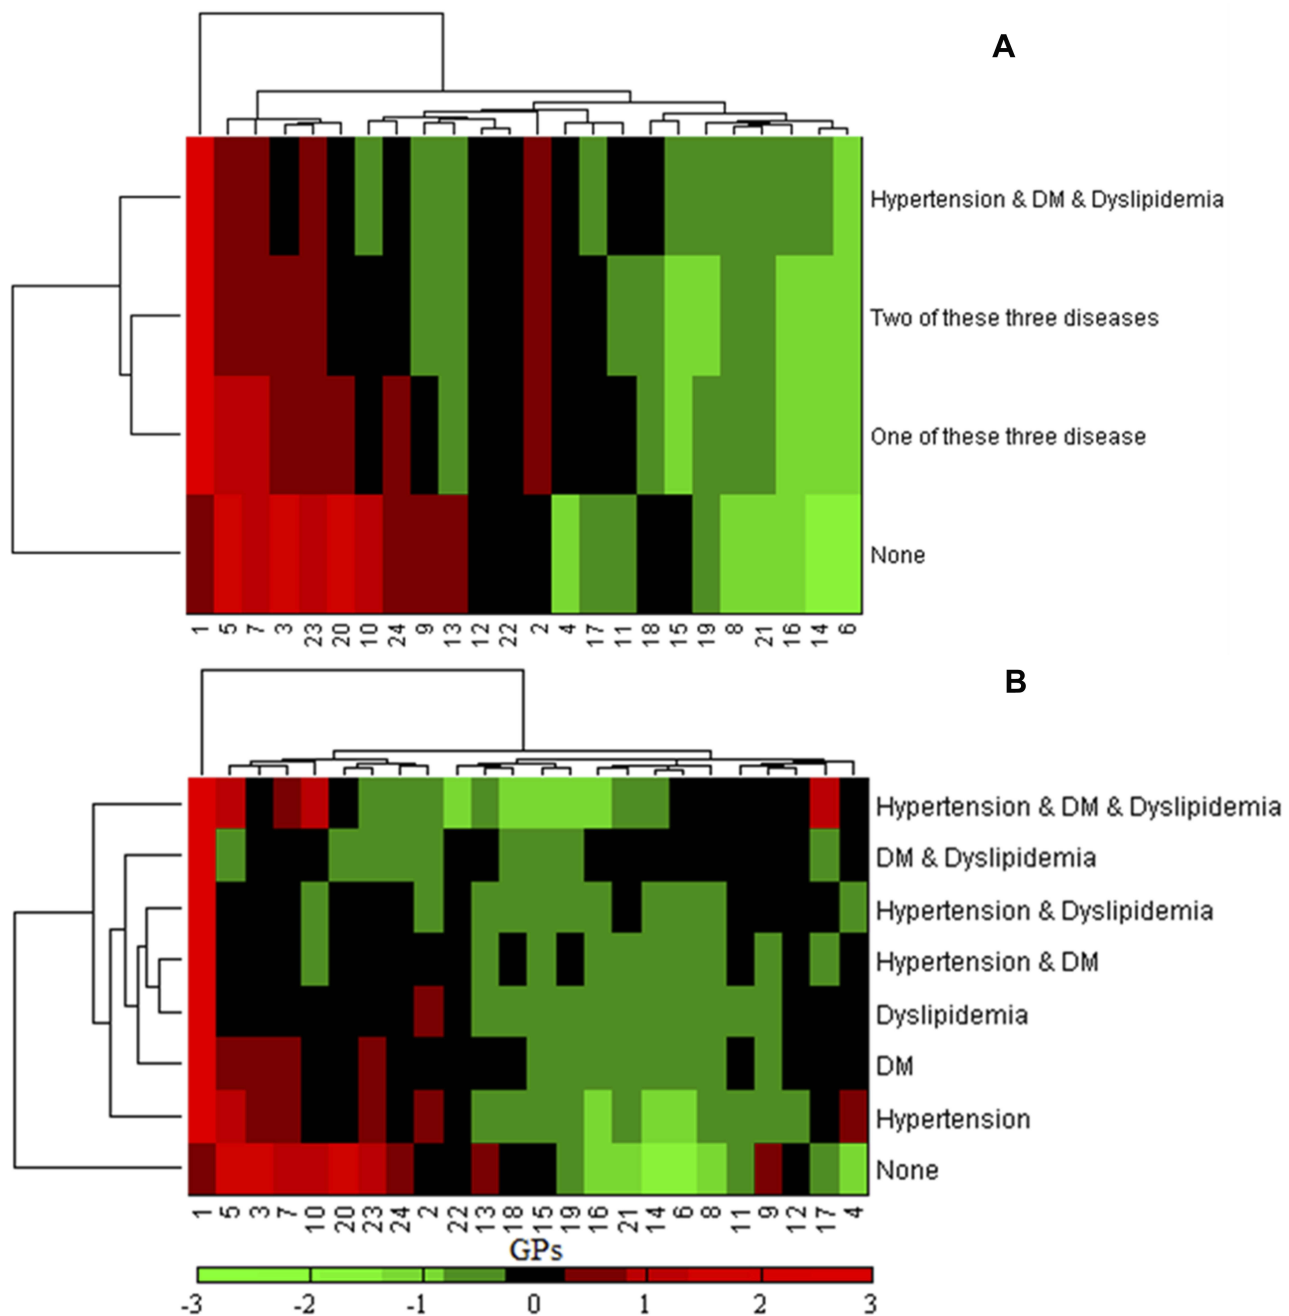 A
Hypertension & DM & Dyslipidemia
Two of these three diseases
One of these three disease
None
1 5 7 3 23 20 10 24 9 13 12 22 2 4 17 11 18 15 19 8 21 16 14 6
B
Hypertension & DM & Dyslipidemia
DM & Dyslipidemia
Hypertension & Dyslipidemia
Hypertension & DM
Dyslipidemia
DM
Hypertension
None
1 5 3 7 10 20 23 24 2 22 13 18 15 19 16 21 14 6 8 11 9 12 17 4
GPs
-3 -2 -1 0 1 2 3